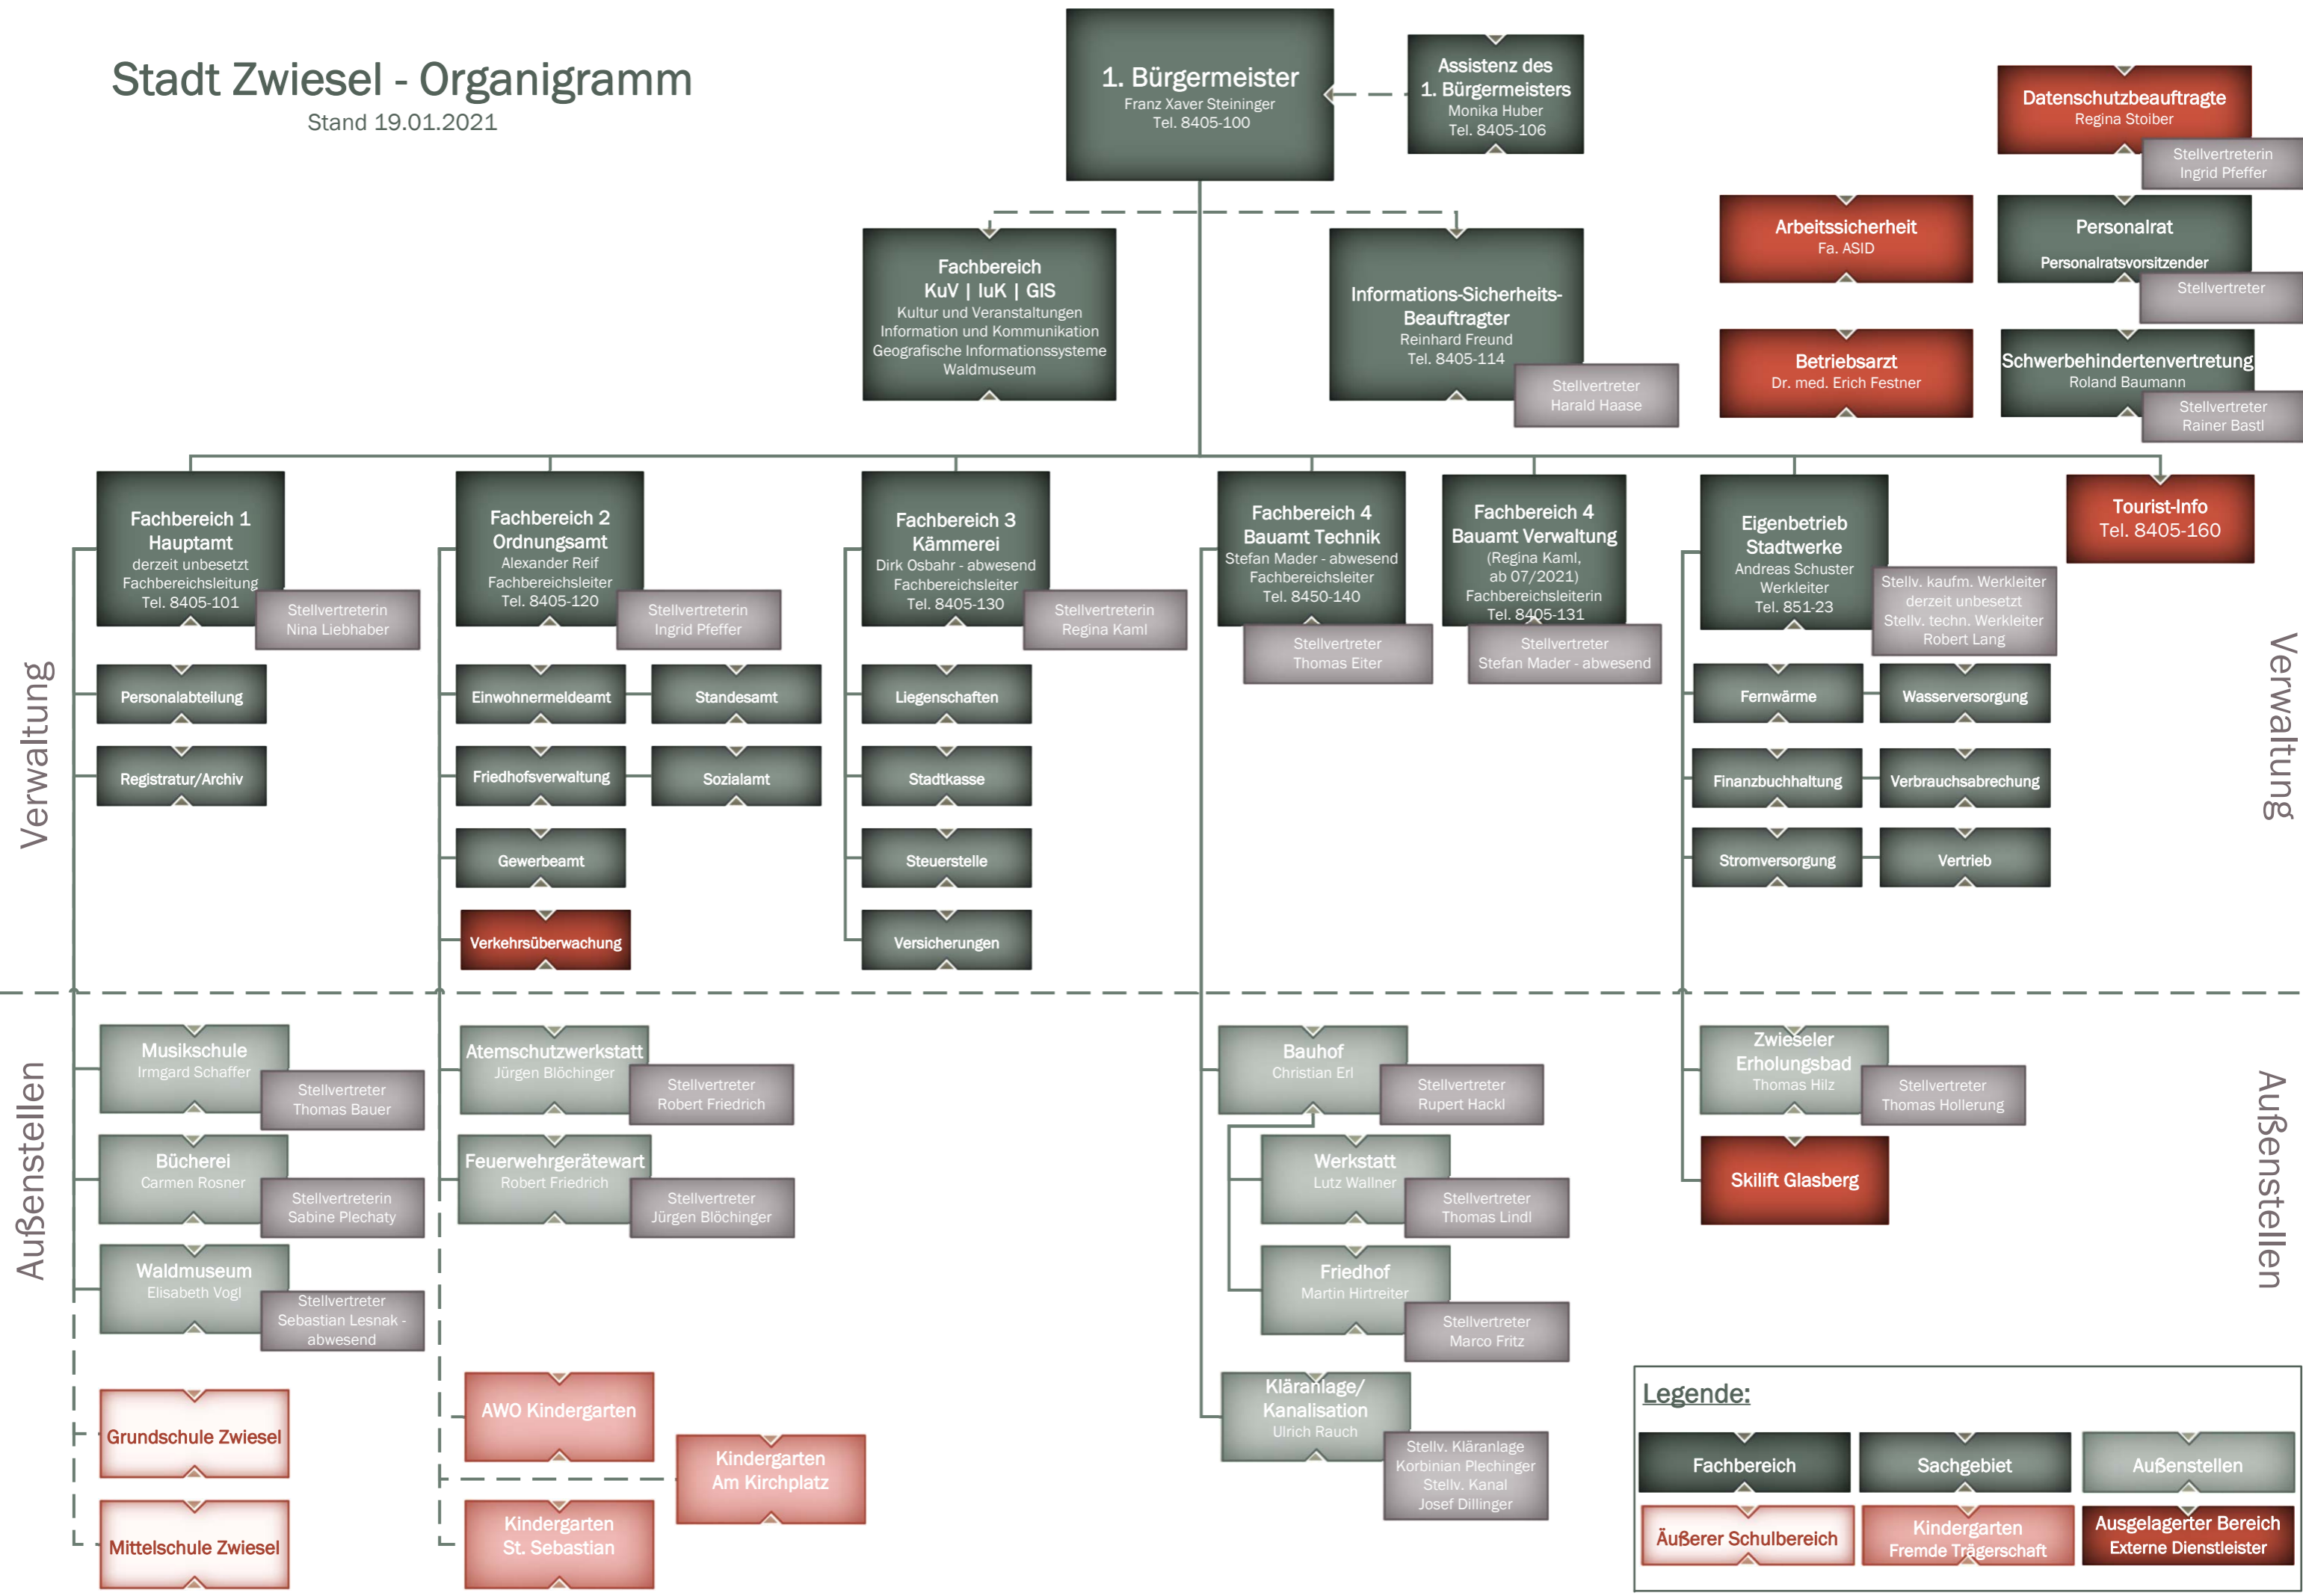 Stadt Zwiesel - Organigramm
Stand 19.01.2021
1. Bürgermeister
Franz Xaver Steininger
Tel. 8405-100
Assistenz des
1. Bürgermeisters
Monika Huber
Tel. 8405-106
Datenschutzbeauftragte
Regina Stoiber
Stellvertreterin
Ingrid Pfeffer
Arbeitssicherheit
Fa. ASID
Personalrat
Personalratsvorsitzender
Stellvertreter
Betriebsarzt
Dr. med. Erich Festner
Schwerbehindertenvertretung
Roland Baumann
Stellvertreter
Rainer Bastl
Fachbereich
KuV | IuK | GIS
Kultur und Veranstaltungen
Information und Kommunikation
Geografische Informationssysteme
Waldmuseum
Informations-Sicherheits-
Beauftragter
Reinhard Freund
Tel. 8405-114
Stellvertreter
Harald Haase
Verwaltung
Fachbereich 1
Hauptamt
derzeit unbesetzt
Fachbereichsleitung
Tel. 8405-101
Stellvertreterin
Nina Liebhaber
Personalabteilung
Registratur/Archiv
Fachbereich 2
Ordnungsamt
Alexander Reif
Fachbereichsleiter
Tel. 8405-120
Stellvertreterin
Ingrid Pfeffer
Einwohnermeldeamt
Standesamt
Friedhofsverwaltung
Sozialamt
Gewerbeamt
Verkehrsüberwachung
Fachbereich 3
Kämmerei
Dirk Osbahr - abwesend
Fachbereichsleiter
Tel. 8405-130
Stellvertreterin
Regina Kaml
Liegenschaften
Stadtkasse
Steuerstelle
Versicherungen
Fachbereich 4
Bauamt Technik
Stefan Mader - abwesend
Fachbereichsleiter
Tel. 8450-140
Stellvertreter
Thomas Eiter
Fachbereich 4
Bauamt Verwaltung
(Regina Kaml,
ab 07/2021)
Fachbereichsleiterin
Tel. 8405-131
Stellvertreter
Stefan Mader - abwesend
Eigenbetrieb
Stadtwerke
Andreas Schuster
Werkleiter
Tel. 851-23
Stellv. kaufm. Werkleiter
derzeit unbesetzt
Stellv. techn. Werkleiter
Robert Lang
Fernwärme
Wasserversorgung
Finanzbuchhaltung
Verbrauchsabrechung
Stromversorgung
Vertrieb
Tourist-Info
Tel. 8405-160
Verwaltung
Außenstellen
Musikschule
Irmgard Schaffer
Stellvertreter
Thomas Bauer
Bücherei
Carmen Rosner
Stellvertreterin
Sabine Plechaty
Waldmuseum
Elisabeth Vogl
Stellvertreter
Sebastian Lesnak -
abwesend
Grundschule Zwiesel
Mittelschule Zwiesel
Atemschutzwerkstatt
Jürgen Blöchinger
Stellvertreter
Robert Friedrich
Feuerwehrgerätewart
Robert Friedrich
Stellvertreter
Jürgen Blöchinger
AWO Kindergarten
Kindergarten
Am Kirchplatz
Kindergarten
St. Sebastian
Bauhof
Christian Erl
Stellvertreter
Rupert Hackl
Werkstatt
Lutz Wallner
Stellvertreter
Thomas Lindl
Friedhof
Martin Hirtreiter
Stellvertreter
Marco Fritz
Kläranlage/
Kanalisation
Ulrich Rauch
Stellv. Kläranlage
Korbinian Plechinger
Stellv. Kanal
Josef Dillinger
Zwieseler
Erholungsbad
Thomas Hilz
Stellvertreter
Thomas Hollerung
Skilift Glasberg
Außenstellen
Legende:
Fachbereich
Sachgebiet
Außenstellen
Äußerer Schulbereich
Kindergarten
Fremde Trägerschaft
Ausgelagerter Bereich
Externe Dienstleister